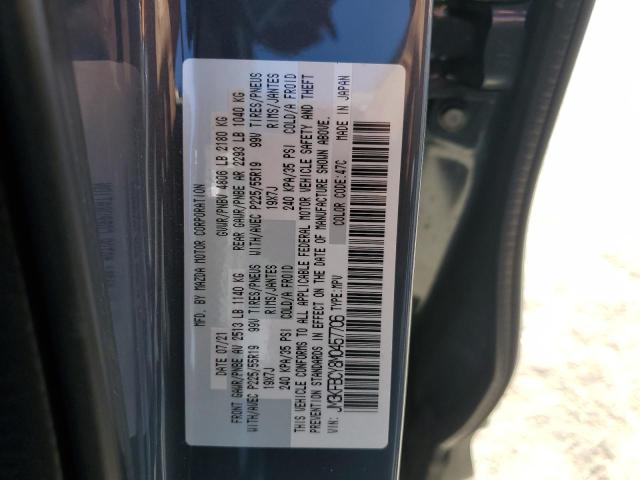 MFD. BY MAZDA MOTOR CORPORATION
DATE 07/21 GVWR/PNBV 4806 LB 2180 KG
FRONT GAWR/PNBE AV 2513 LB 1140 KG REAR GAWR/PNBE AR 2293 LB 1040 KG
WITH/AVEC P225/55R19 99V TIRES/PNEUS WITH/AVEC P225/55R19 99V TIRES/PNEUS
19X7J RIMS/JANTES 19X7J RIMS/JANTES
240 KPA/35 PSI COLD/A FROID 240 KPA/35 PSI COLD/A FROID
THIS VEHICLE CONFORMS TO ALL APPLICABLE FEDERAL MOTOR VEHICLE SAFETY AND THEFT
PREVENTION STANDARDS IN EFFECT ON THE DATE OF MANUFACTURE SHOWN ABOVE.
VIN: JM3KFBCY8M0457706 TYPE:MPV COLOR CODE:47C MADE IN JAPAN